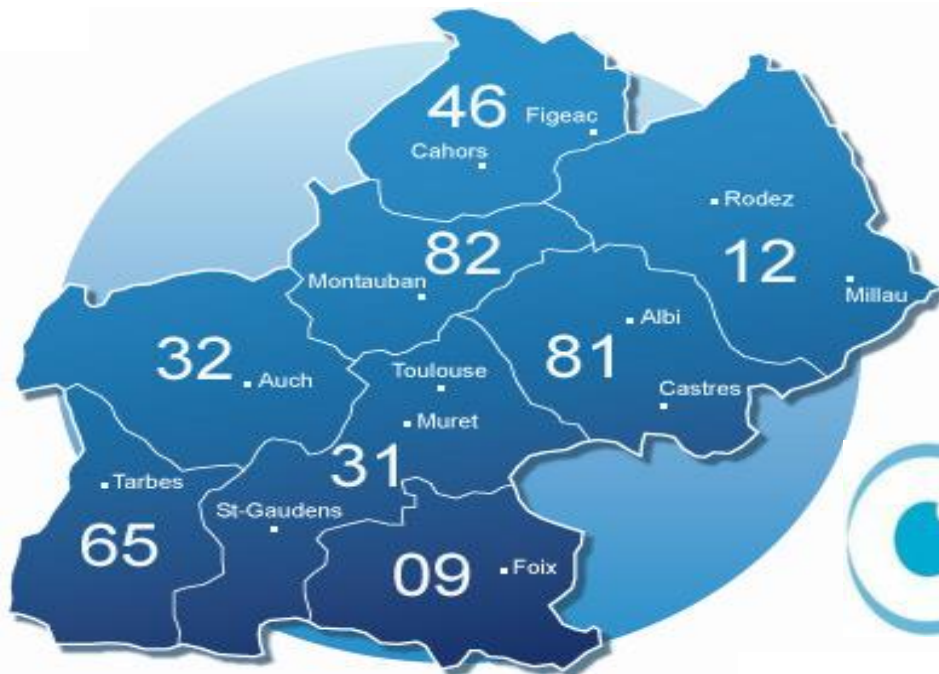 46
Figeac
Cahors
Rodez
82
12
Montauban
Millau
Albi
32
81
Auch
Toulouse
Castres
Muret
31
Tarbes
St-Gaudens
65
09
Foix